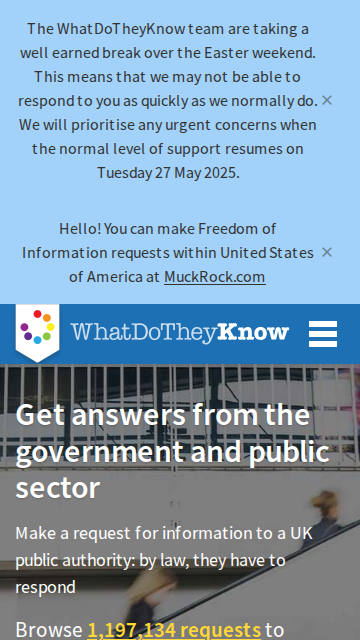 The WhatDoTheyKnow team are taking a
well earned break over the Easter weekend.
This means that we may not be able to
respond to you as quickly as we normally do.
We will prioritise any urgent concerns when
the normal level of support resumes on
Tuesday 27 May 2025.
Hello! You can make Freedom of
Information requests within United States
of America at MuckRock.com
WhatDoTheyKnow
Get answers from the
government and public
sector
Make a request for information to a UK
public authority: by law, they have to
respond
Browse 1,197,134 requests to